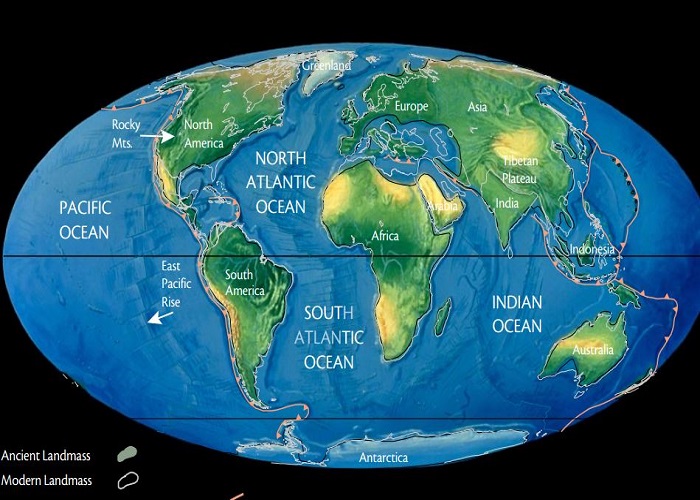 Greenland
Rocky
Mts.
North
America
Europe
Asia
NORTH
ATLANTIC
OCEAN
Tibetan
Plateau
PACIFIC
OCEAN
Arabia
India
Africa
Indonesia
East
Pacific
Rise
South
America
SOUTH
ATLANTIC
OCEAN
INDIAN
OCEAN
Australia
Antarctica
Ancient Landmass
Modern Landmass